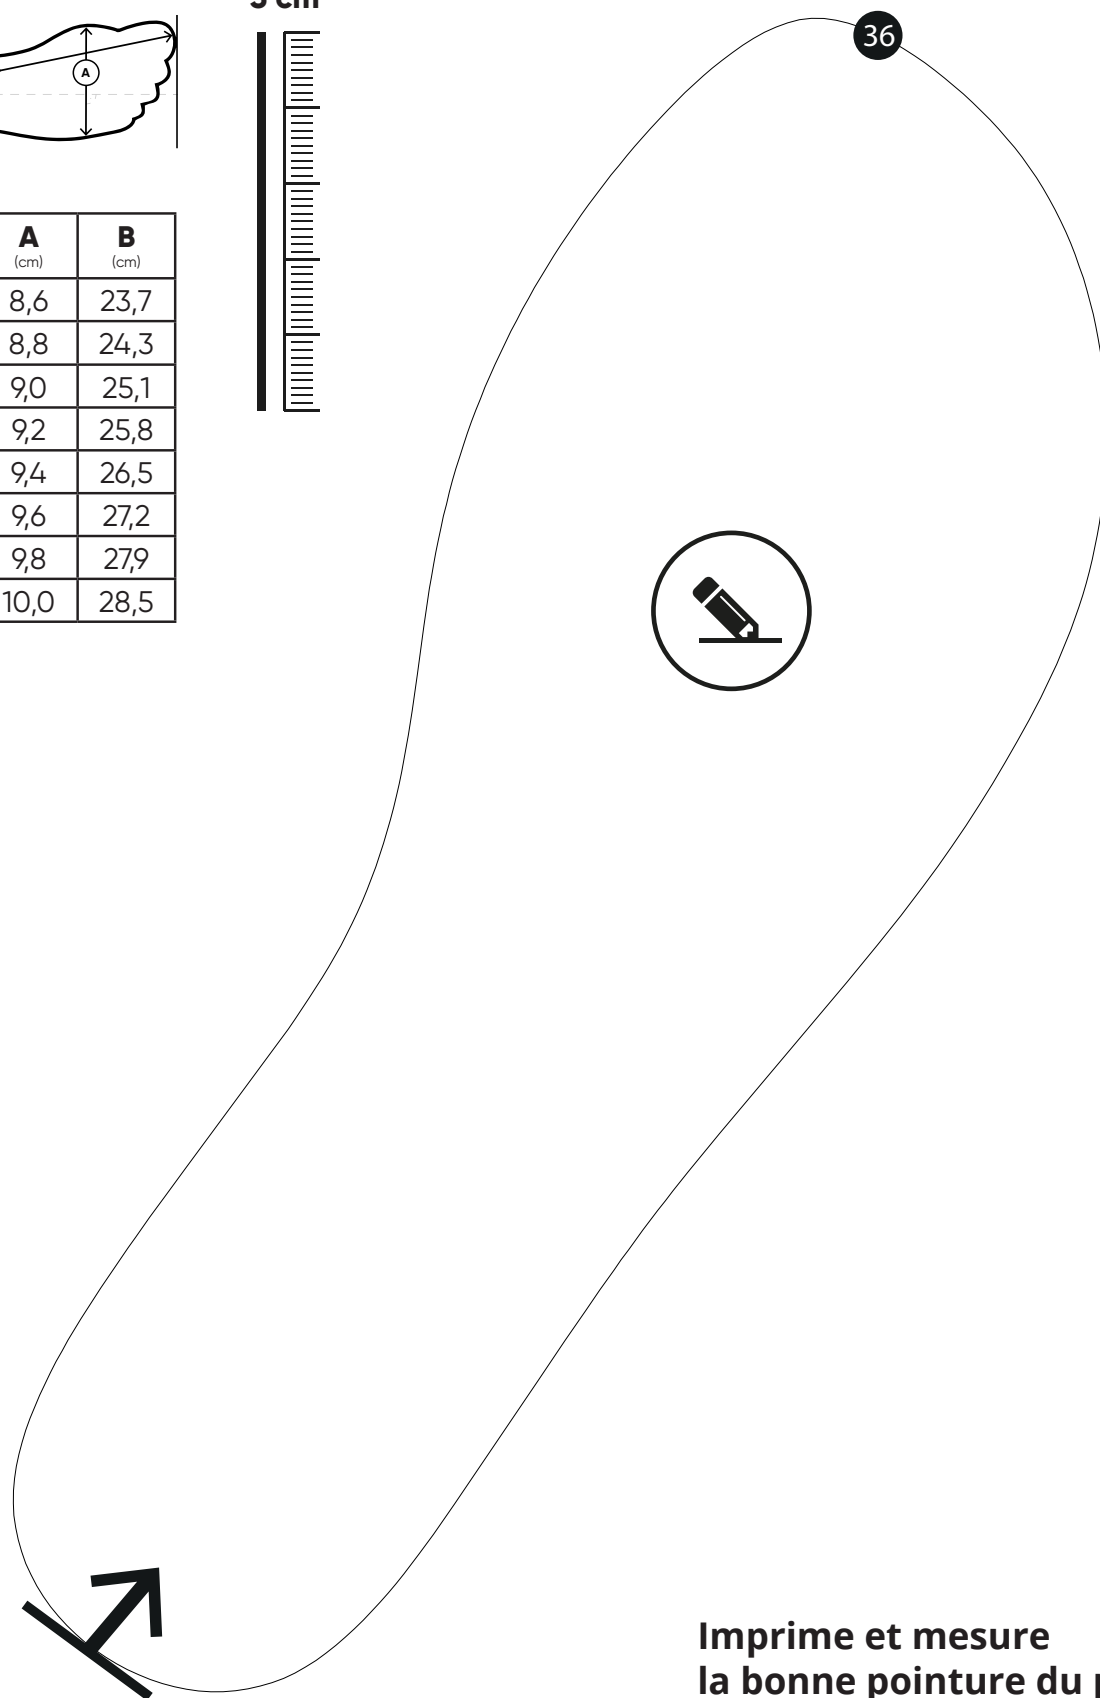 5 cm
36
A
A B
(cm) (cm)
8,6 23,7
8,8 24,3
9,0 25,1
9,2 25,8
9,4 26,5
9,6 27,2
9,8 27,9
10,0 28,5
Imprime et mesure
la bonne pointure du